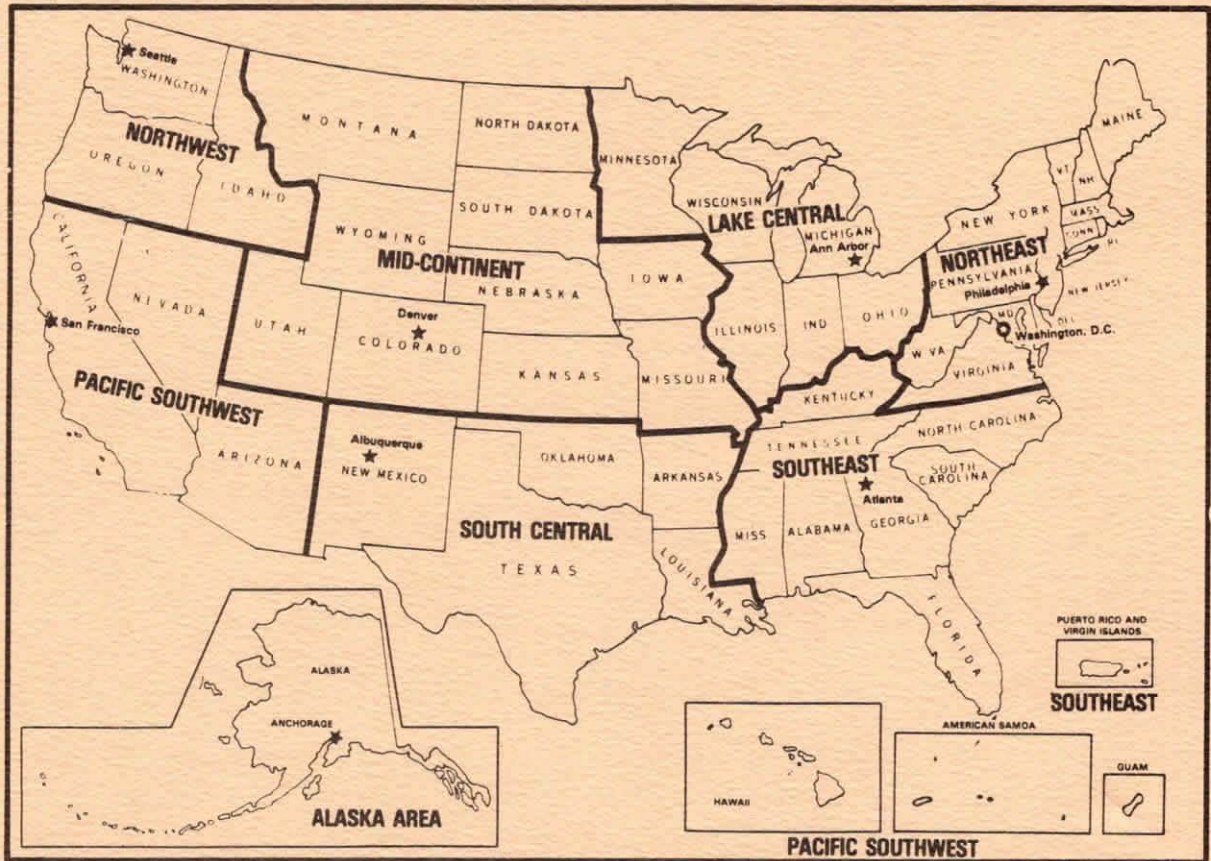 Seattle
WASHINGTON
MONTANA
NORTH DAKOTA
MINNESOTA
MAINE
NORTHWEST
OREGON
IDAHO
VT.
NH.
WISCONSIN
SOUTH DAKOTA
LAKE CENTRAL
NEW YORK
MASS
WYOMING
MICHIGAN
Ann Arbor
CONN
RI
CALIFORNIA
MID-CONTINENT
NORTHEAST
IOWA
PENNSYLVANIA
NEBRASKA
Philadelphia
NEW JERSEY
NEVADA
UTAH
Denver
COLORADO
ILLINOIS
IND
OHIO
MD
DEL
San Francisco
Washington, D.C.
W VA
VIRGINIA
KANSAS
MISSOURI
PACIFIC SOUTHWEST
KENTUCKY
NORTH CAROLINA
Albuquerque
NEW MEXICO
OKLAHOMA
TENNESSEE
ARIZONA
ARKANSAS
SOUTHEAST
SOUTH
CAROLINA
Atlanta
GEORGIA
SOUTH CENTRAL
MISS
ALABAMA
TEXAS
LOUISIANA
FLORIDA
PUERTO RICO AND
VIRGIN ISLANDS
SOUTHEAST
ALASKA
ANCHORAGE
ALASKA AREA
HAWAII
AMERICAN SAMOA
GUAM
PACIFIC SOUTHWEST